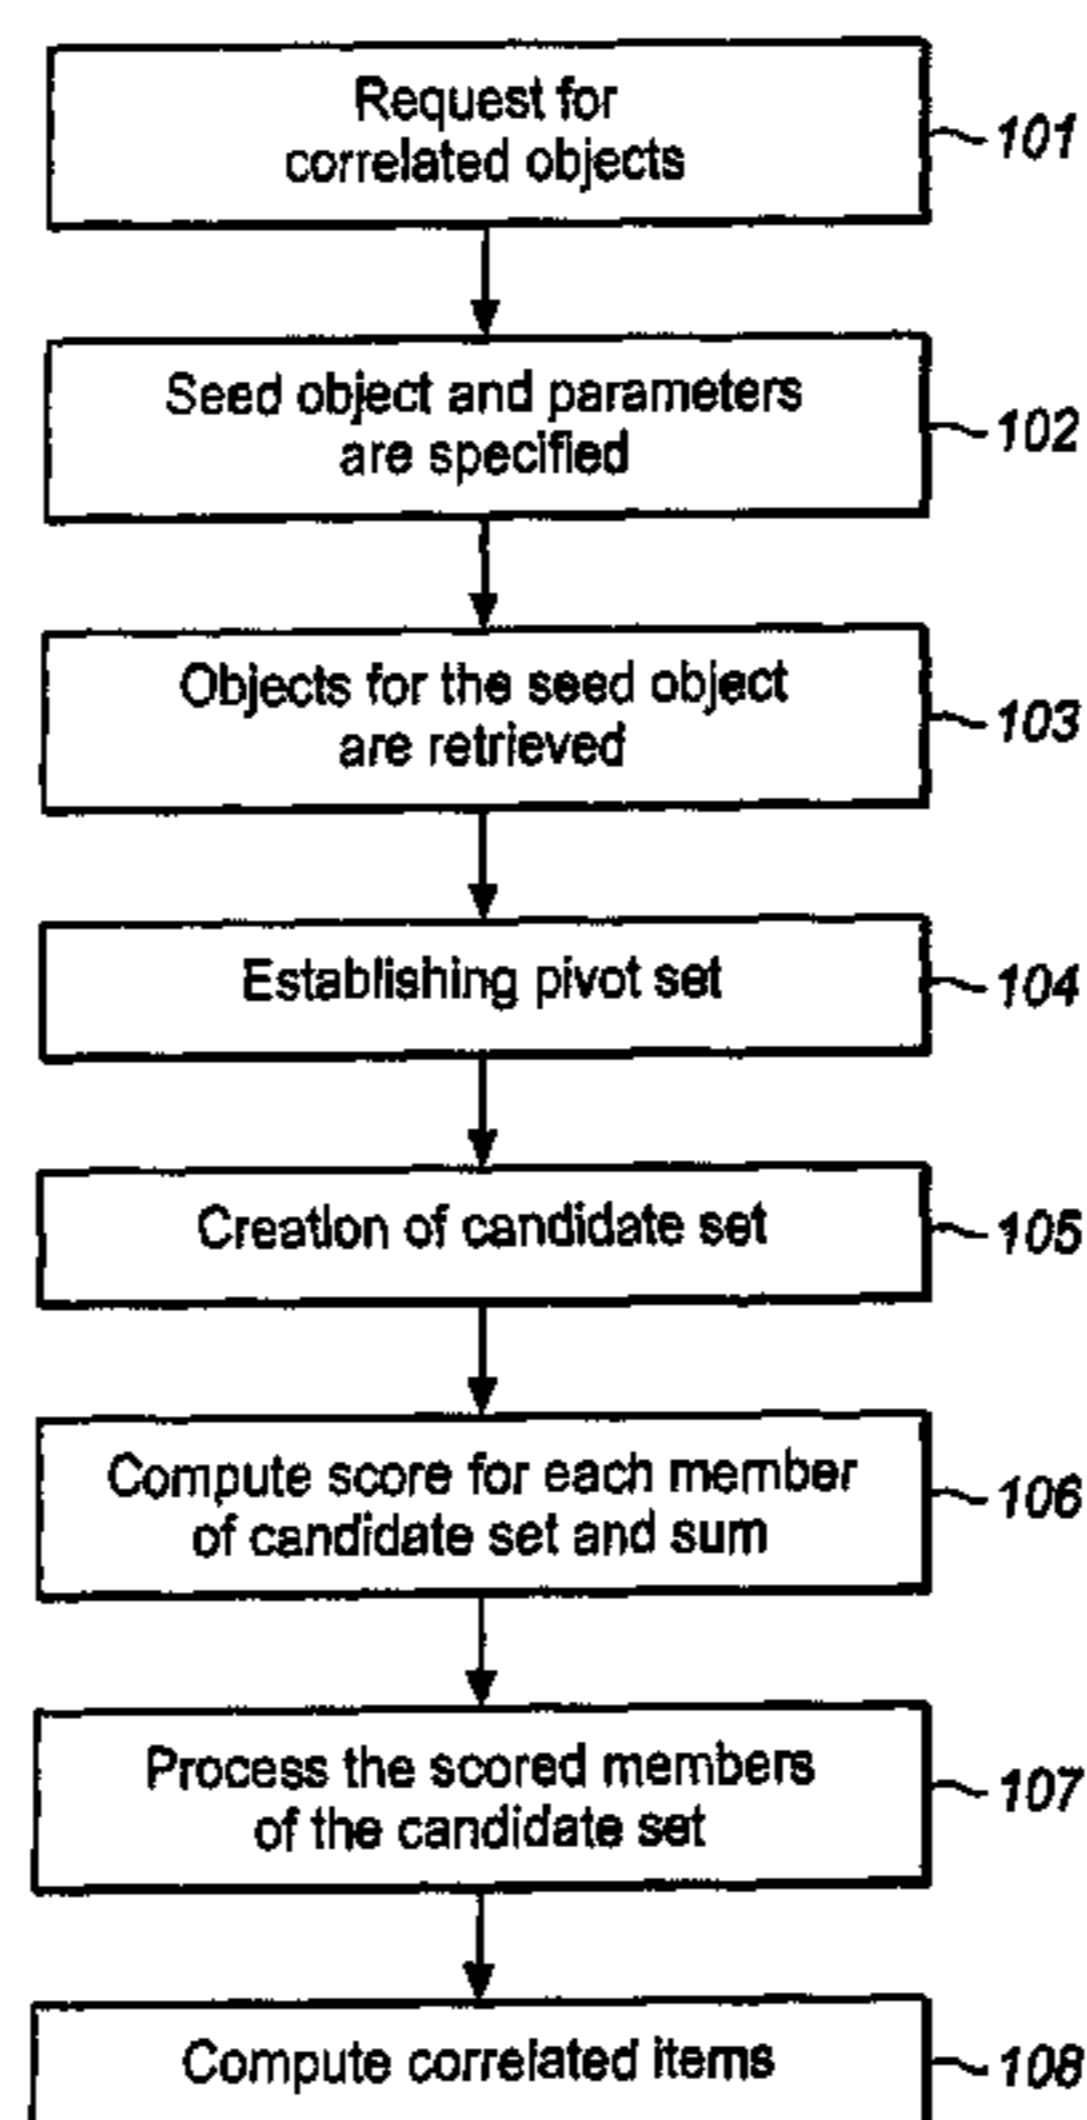 Request for
correlated objects
101
Seed object and parameters
are specified
102
Objects for the seed object
are retrieved
103
Establishing pivot set
104
Creation of candidate set
105
Compute score for each member
of candidate set and sum
106
Process the scored members
of the candidate set
107
Compute correlated items
108